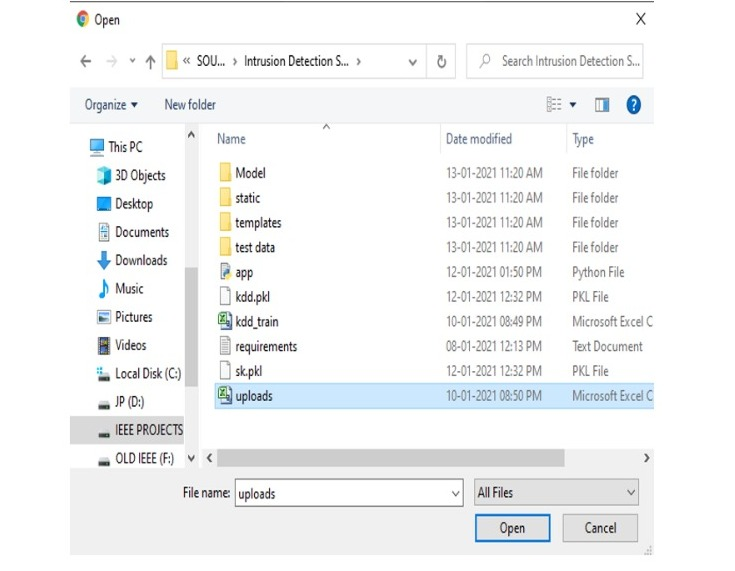 Open
« SOU... › Intrusion Detection S... › Search Intrusion Detection S...
Organize New folder
Name Date modified Type
This PC
3D Objects
Desktop
Documents
Downloads
Music
Pictures
Videos
Local Disk (C:)
JP (D:)
IEEE PROJECTS
OLD IEEE (F:)
Model 13-01-2021 11:20 AM File folder
static 13-01-2021 11:20 AM File folder
templates 13-01-2021 11:20 AM File folder
test data 13-01-2021 11:20 AM File folder
app 12-01-2021 01:50 PM Python File
kdd.pkl 12-01-2021 12:32 PM PKL File
kdd_train 10-01-2021 08:49 PM Microsoft Excel C
requirements 08-01-2021 12:13 PM Text Document
sk.pkl 12-01-2021 12:32 PM PKL File
uploads 10-01-2021 08:50 PM Microsoft Excel C
File name: uploads All Files
Open Cancel